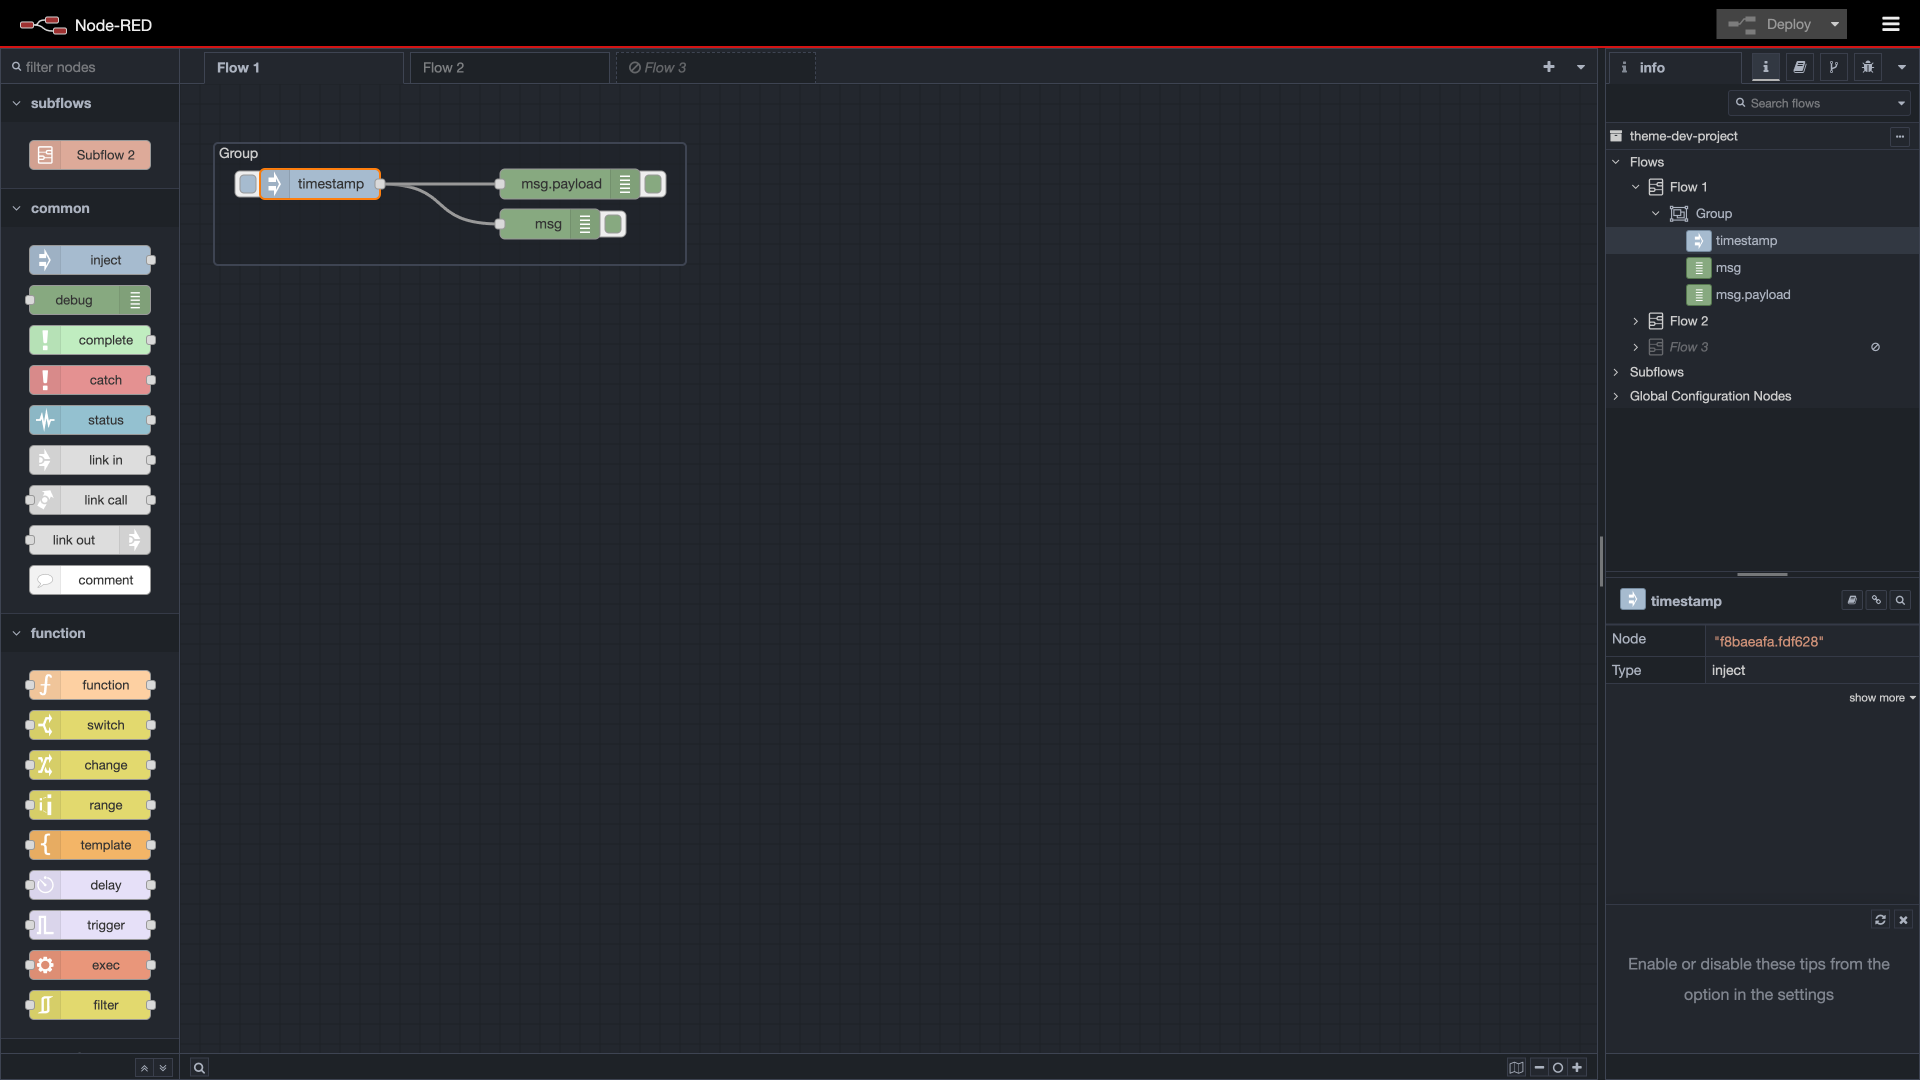 Node-RED
Deploy
filter nodes
Flow 1
Flow 2
Flow 3
info
subflows
Subflow 2
common
inject
debug
complete
catch
status
link in
link call
link out
comment
function
function
switch
change
range
template
delay
trigger
exec
filter
Group
timestamp
msg.payload
msg
Search flows
theme-dev-project
Flows
Flow 1
Group
timestamp
msg
msg.payload
Flow 2
Flow 3
Subflows
Global Configuration Nodes
timestamp
Node "f8baeafa.fdf628"
Type inject
show more
Enable or disable these tips from the
option in the settings